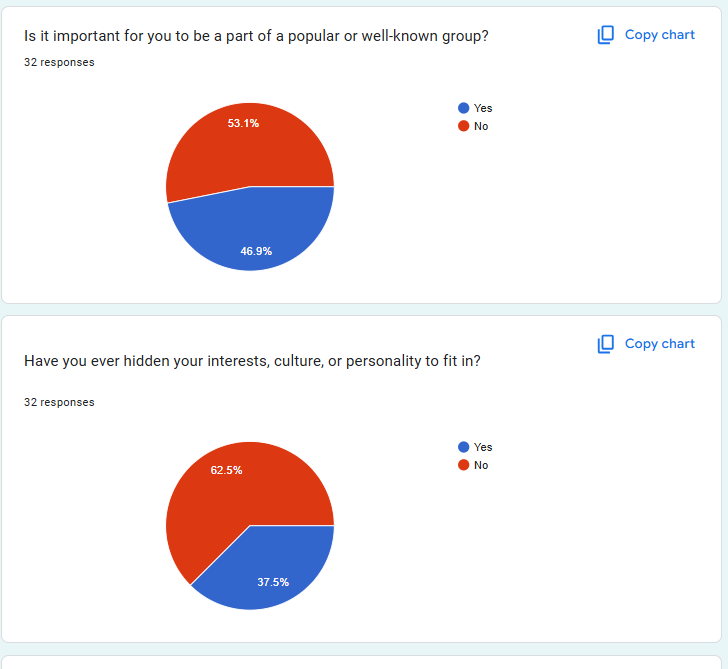 Is it important for you to be a part of a popular or well-known group?
Copy chart
32 responses
Yes
No
53.1%
46.9%
Copy chart
Have you ever hidden your interests, culture, or personality to fit in?
32 responses
Yes
No
62.5%
37.5%